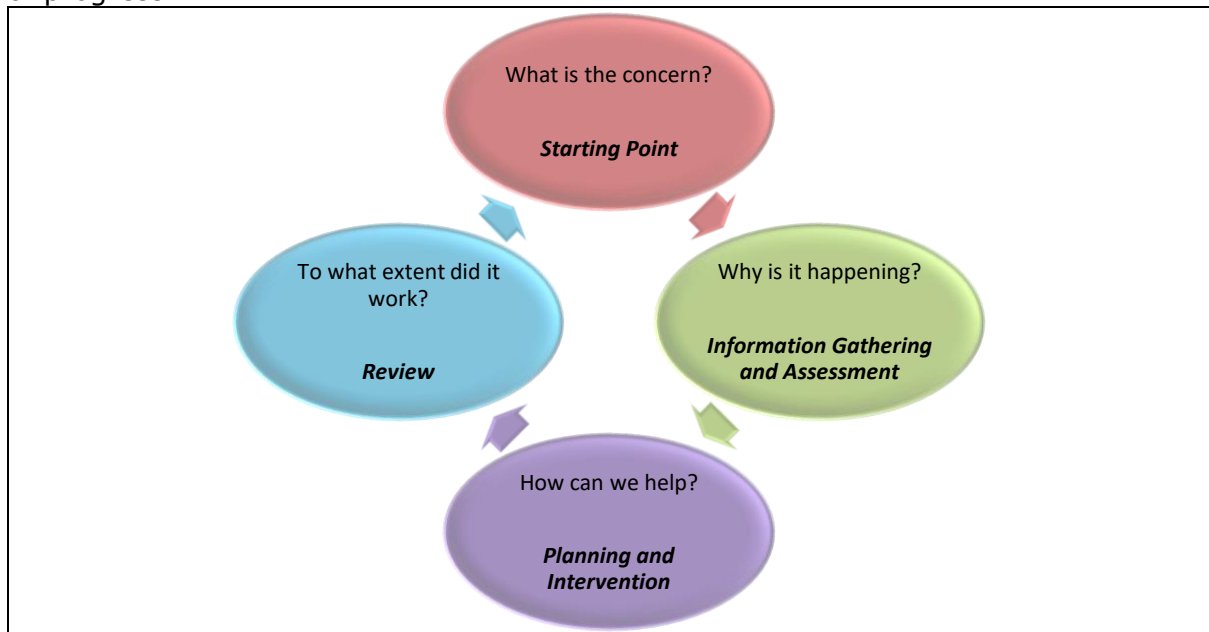 What is the concern?
Starting Point
Why is it happening?
Information Gathering
and Assessment
How can we help?
Planning and
Intervention
To what extent did it
work?
Review